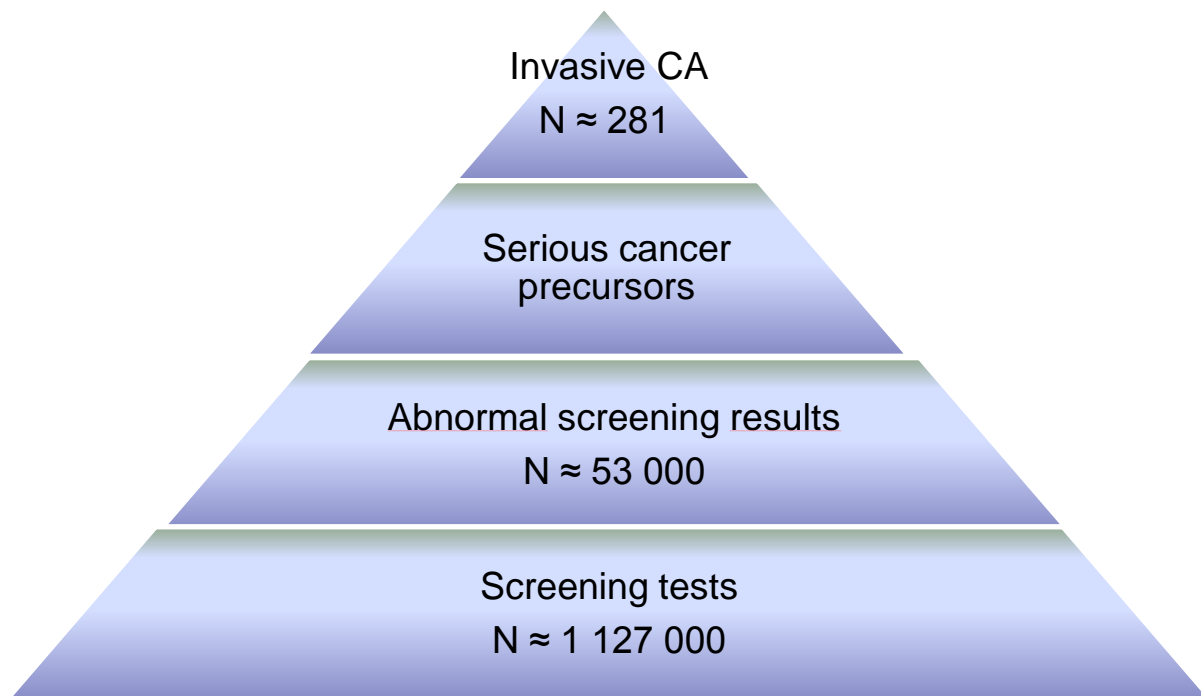 Invasive CA
N ≈ 281
Serious cancer
precursors
Abnormal screening results
N ≈ 53 000
Screening tests
N ≈ 1 127 000